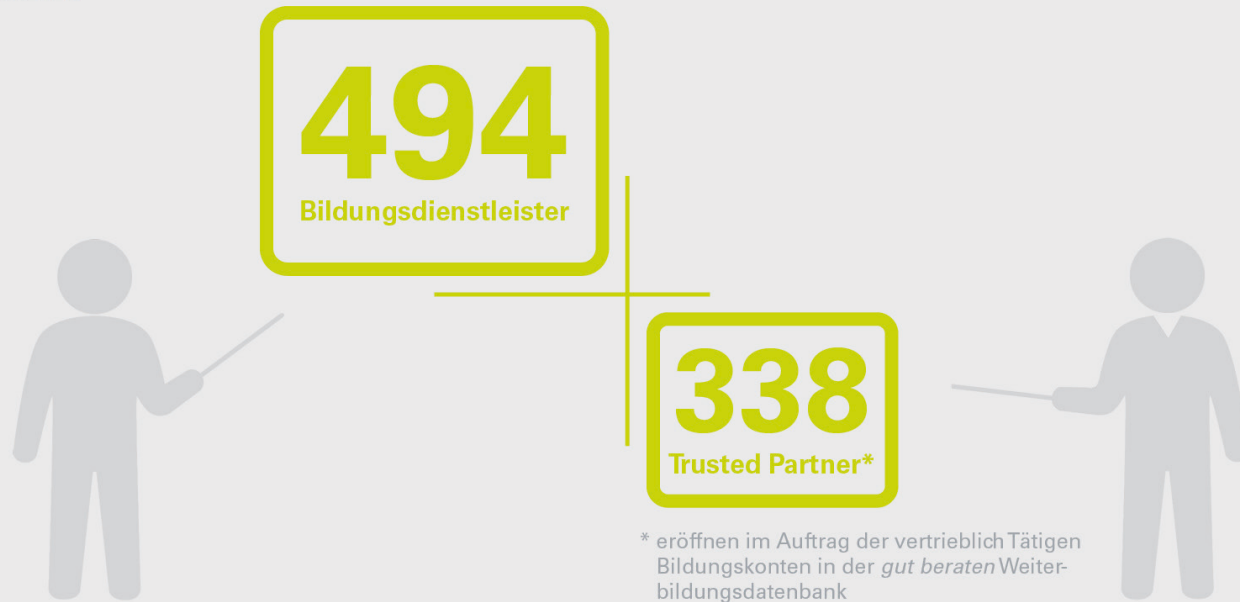 494
Bildungsdienstleister
338
Trusted Partner*
* eröffnen im Auftrag der vertrieblich Tätigen
Bildungskonten in der gut beraten Weiter-
bildungsdatenbank